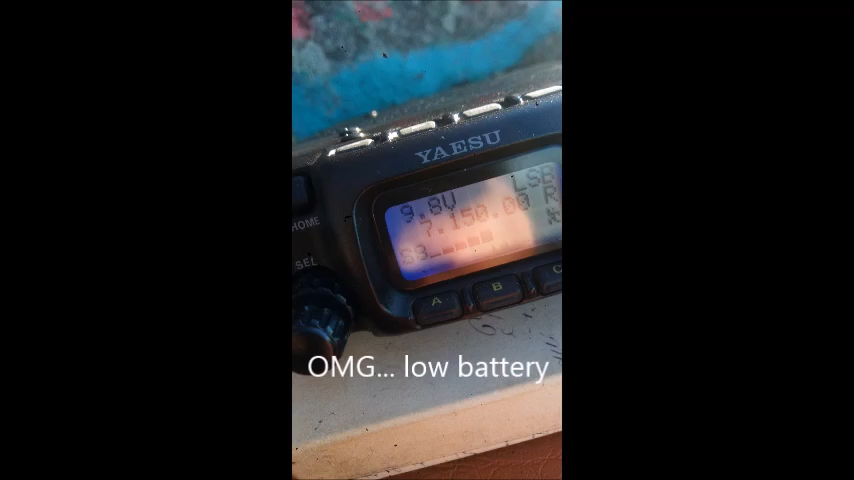 YAESU
9.8V LSB
7.150.00 R
HOME
SEL
A B C
OMG... low battery